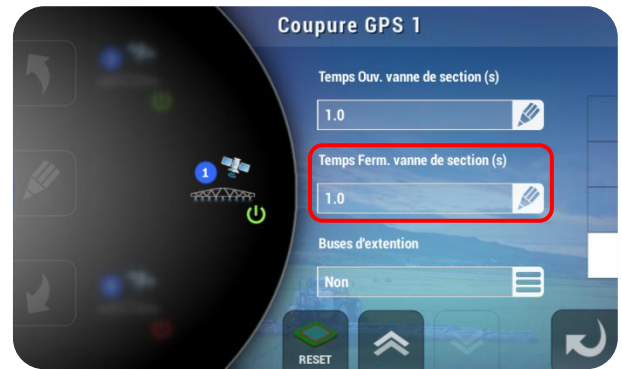 Coupure GPS 1
Temps Ouv. vanne de section (s)
1.0
Temps Ferm. vanne de section (s)
1.0
Buses d'extention
Non
1
RESET